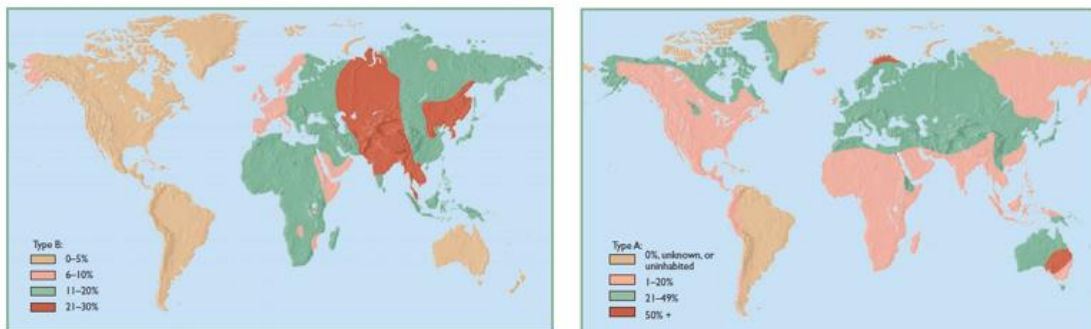 Type B:
0–5%
6–10%
11–20%
21–30%
Type A:
0%, unknown, or
uninhabited
1–20%
21–49%
50% +